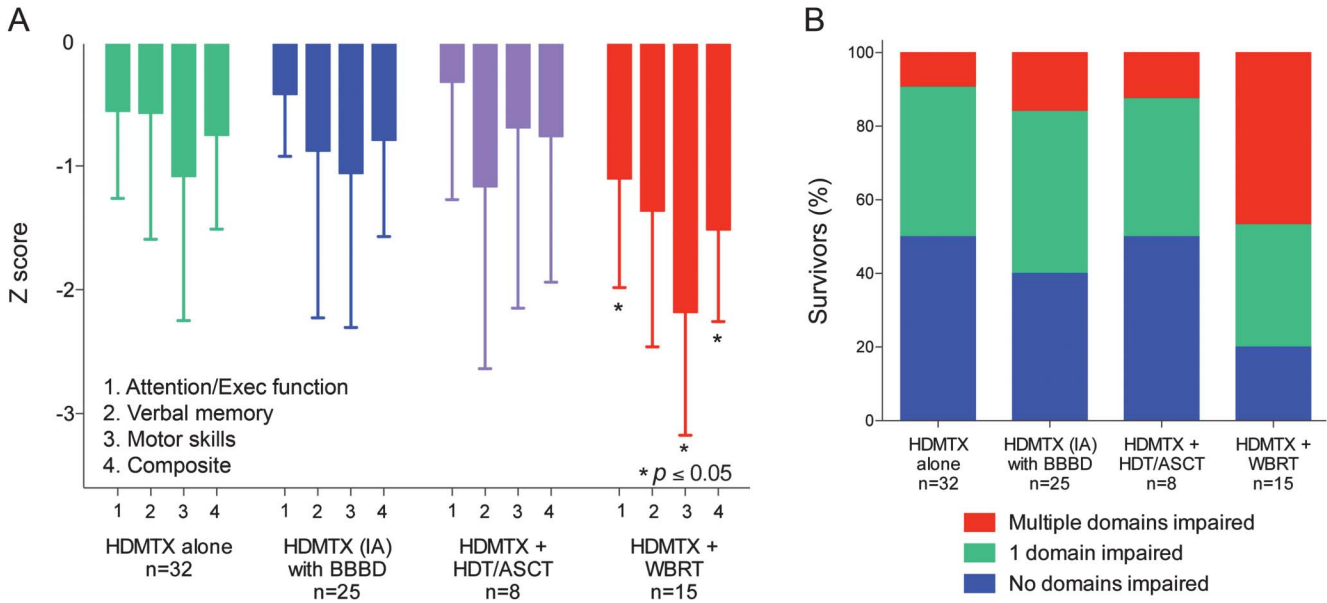 A
0
-1
-2
-3
Z score
1. Attention/Exec function
2. Verbal memory
3. Motor skills
4. Composite
*
*
*
* p ≤ 0.05
1 2 3 4
1 2 3 4
1 2 3 4
1 2 3 4
HDMTX alone
n=32
HDMTX (IA)
with BBBD
n=25
HDMTX +
HDT/ASCT
n=8
HDMTX +
WBRT
n=15
B
100
80
60
40
20
0
Survivors (%)
HDMTX
alone
n=32
HDMTX (IA)
with BBBD
n=25
HDMTX +
HDT/ASCT
n=8
HDMTX +
WBRT
n=15
Multiple domains impaired
1 domain impaired
No domains impaired